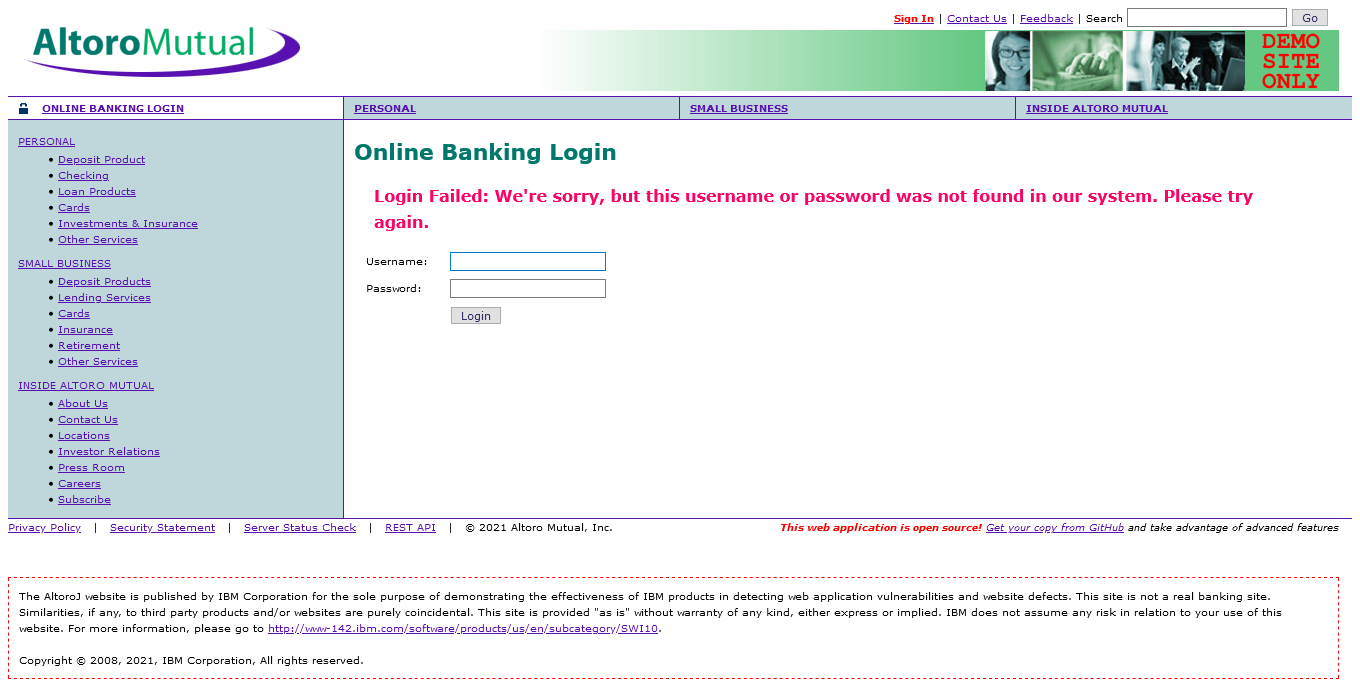 Sign In | Contact Us | Feedback | Search Go
AltoroMutual
DEMO
SITE
ONLY
ONLINE BANKING LOGIN
PERSONAL
SMALL BUSINESS
INSIDE ALTORO MUTUAL
PERSONAL
• Deposit Product
• Checking
• Loan Products
• Cards
• Investments & Insurance
• Other Services
SMALL BUSINESS
• Deposit Products
• Lending Services
• Cards
• Insurance
• Retirement
• Other Services
INSIDE ALTORO MUTUAL
• About Us
• Contact Us
• Locations
• Investor Relations
• Press Room
• Careers
• Subscribe
Online Banking Login
Login Failed: We're sorry, but this username or password was not found in our system. Please try
again.
Username:
Password:
Login
Privacy Policy | Security Statement | Server Status Check | REST API | © 2021 Altoro Mutual, Inc.
This web application is open source! Get your copy from GitHub and take advantage of advanced features
The AltoroJ website is published by IBM Corporation for the sole purpose of demonstrating the effectiveness of IBM products in detecting web application vulnerabilities and website defects. This site is not a real banking site.
Similarities, if any, to third party products and/or websites are purely coincidental. This site is provided "as is" without warranty of any kind, either express or implied. IBM does not assume any risk in relation to your use of this
website. For more information, please go to http://www-142.ibm.com/software/products/us/en/subcategory/SWI10.
Copyright © 2008, 2021, IBM Corporation, All rights reserved.